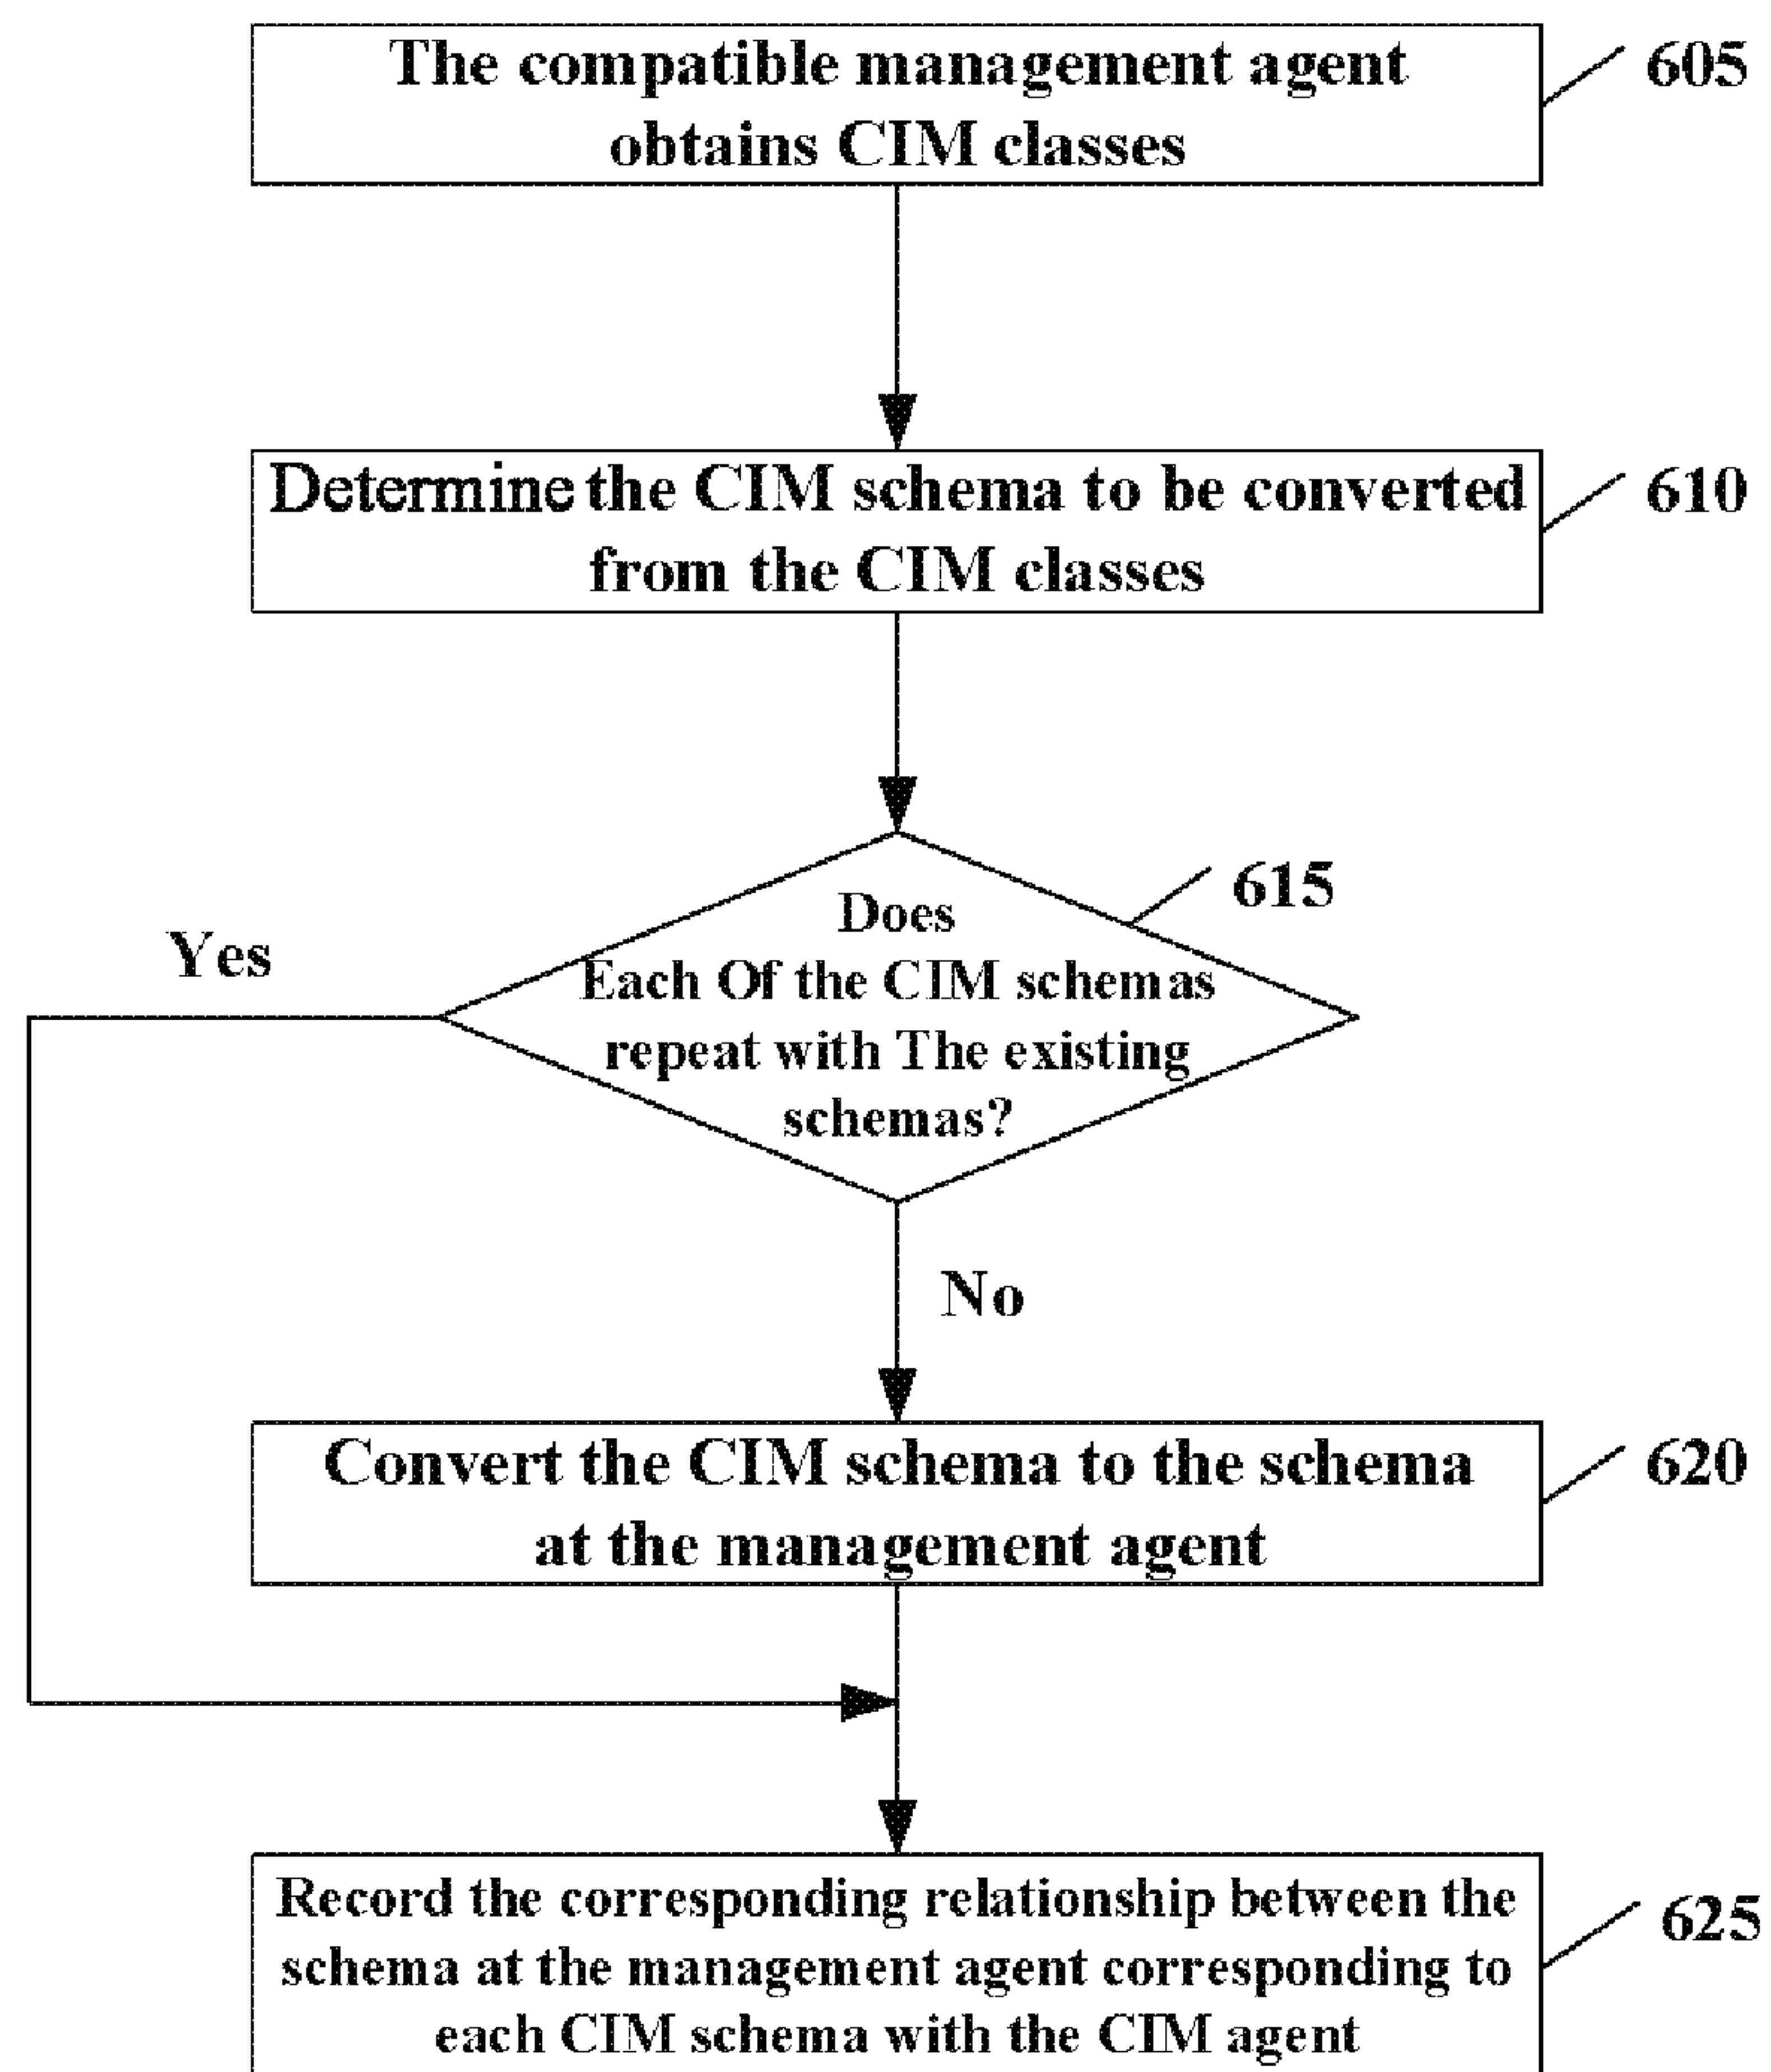 The compatible management agent
obtains CIM classes
605
Determine the CIM schema to be converted
from the CIM classes
610
Does
Each Of the CIM schemas
repeat with The existing
schemas?
615
Yes
No
Convert the CIM schema to the schema
at the management agent
620
Record the corresponding relationship between the
schema at the management agent corresponding to
each CIM schema with the CIM agent
625